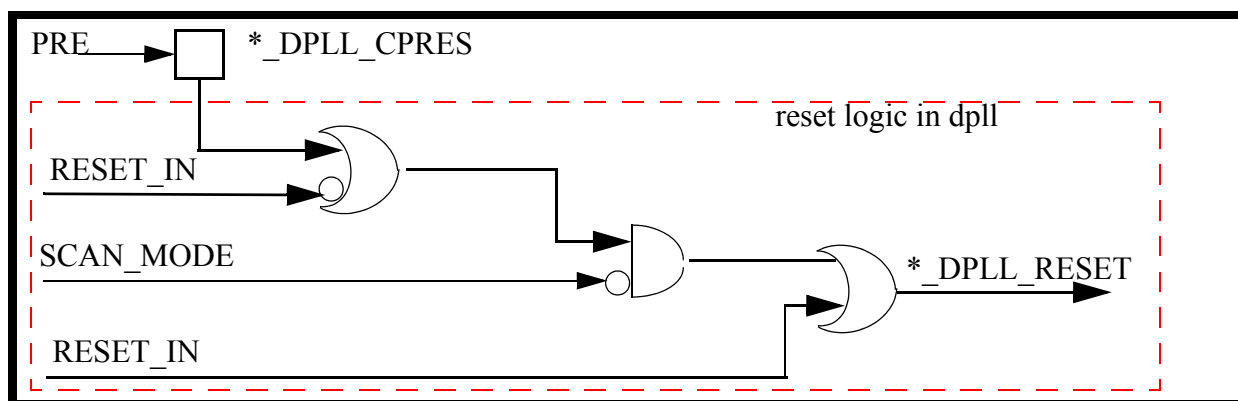 PRE
*_DPLL_CPRES
reset logic in dpll
RESET_IN
SCAN_MODE
*_DPLL_RESET
RESET_IN